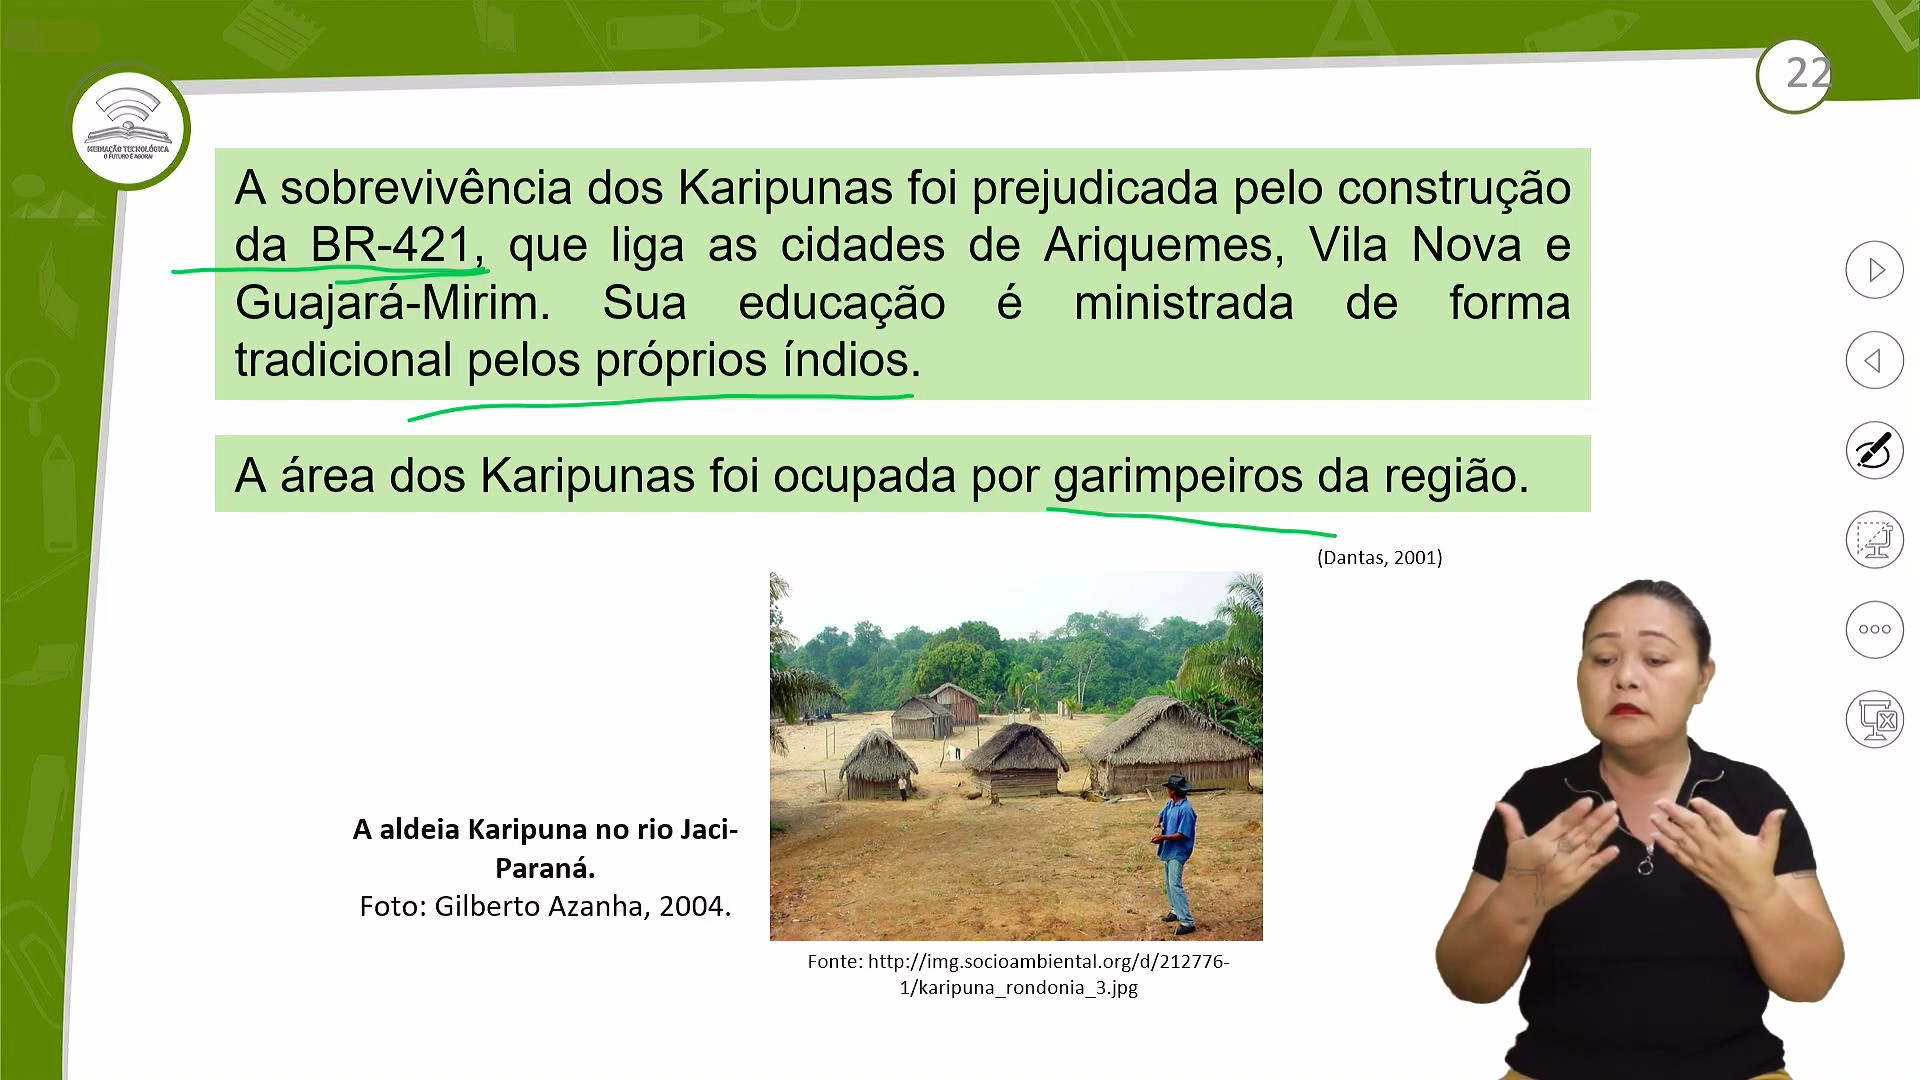 22
MEDIAÇÃO TECNOLÓGICA
O FUTURO É AGORA!
A sobrevivência dos Karipunas foi prejudicada pelo construção
da BR-421, que liga as cidades de Ariquemes, Vila Nova e
Guajará-Mirim. Sua educação é ministrada de forma
tradicional pelos próprios índios.
A área dos Karipunas foi ocupada por garimpeiros da região.
(Dantas, 2001)
A aldeia Karipuna no rio Jaci-
Paraná.
Foto: Gilberto Azanha, 2004.
Fonte: http://img.socioambiental.org/d/212776-
1/karipuna_rondonia_3.jpg